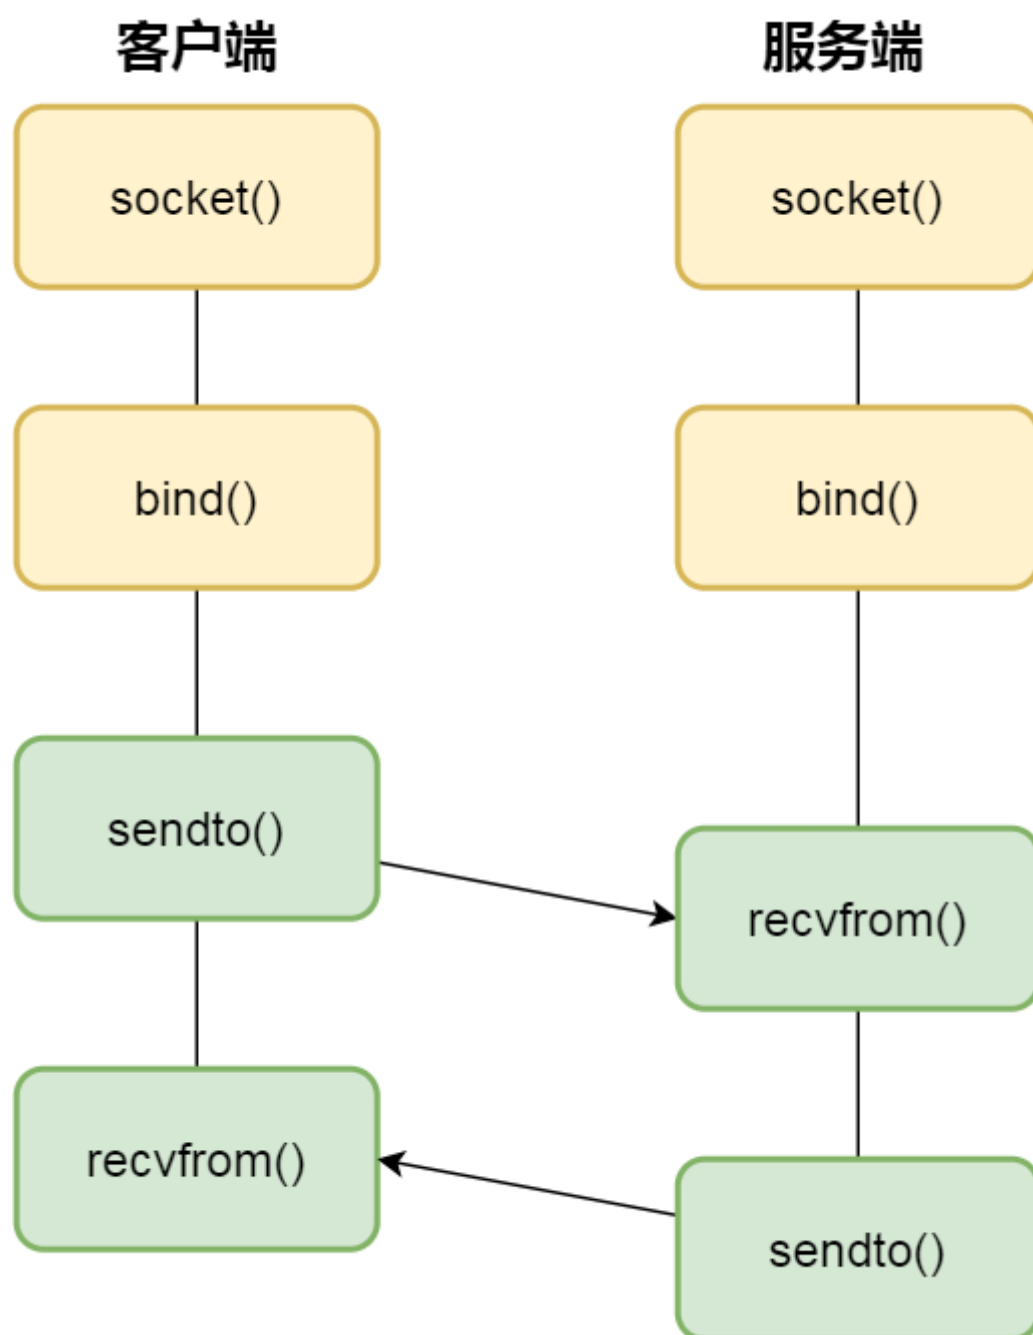 客户端
服务端
socket()
socket()
bind()
bind()
sendto()
recvfrom()
recvfrom()
sendto()